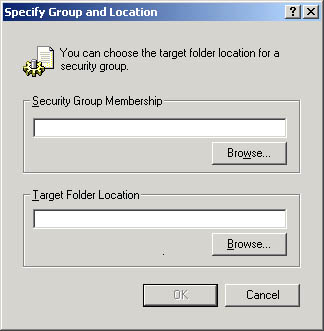 Specify Group and Location
You can choose the target folder location for a
security group.
Security Group Membership
Browse...
Target Folder Location
Browse...
OK
Cancel